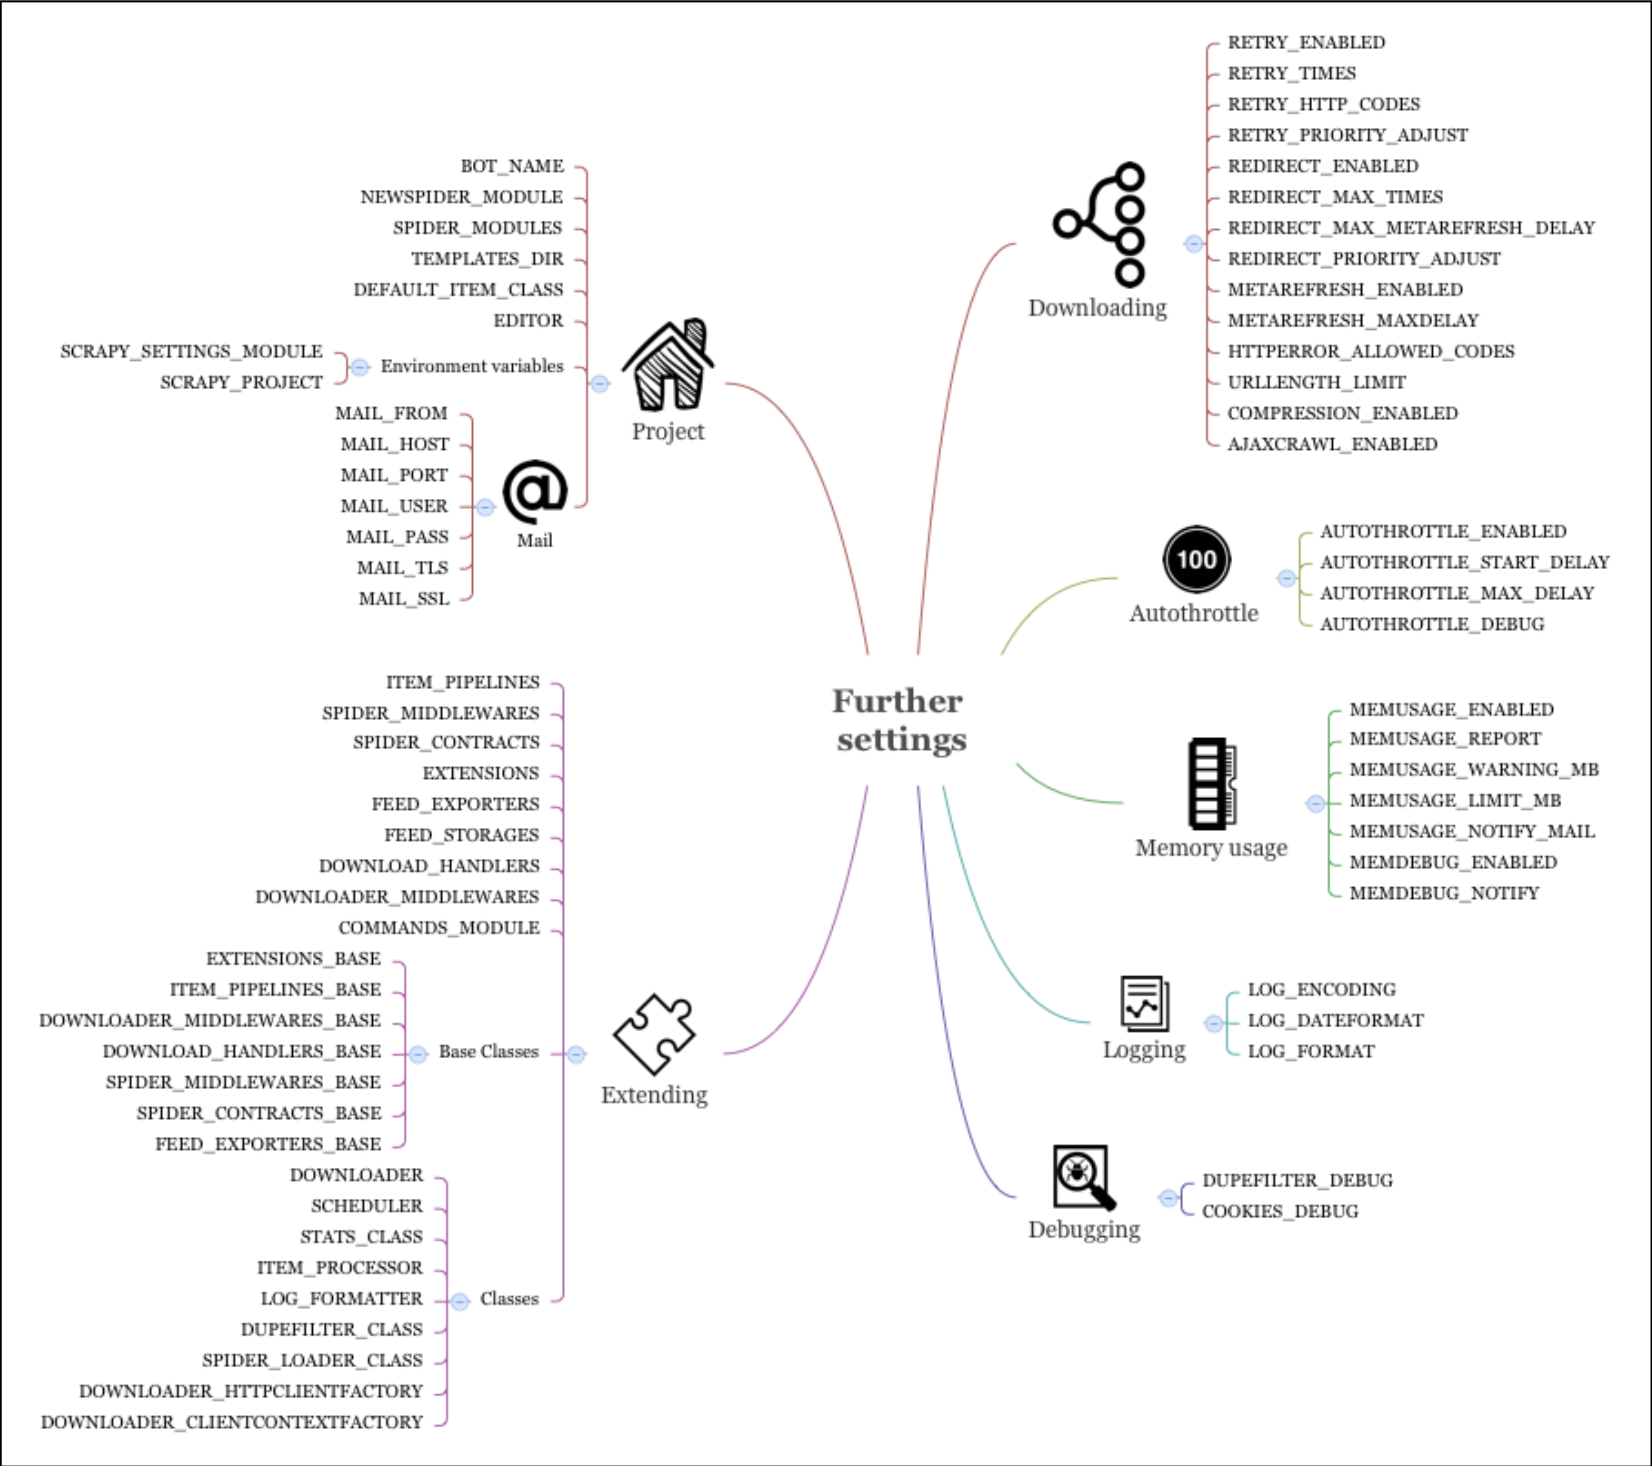 Further
settings
Project
BOT_NAME
NEWSPIDER_MODULE
SPIDER_MODULES
TEMPLATES_DIR
DEFAULT_ITEM_CLASS
EDITOR
Environment variables
SCRAPY_SETTINGS_MODULE
SCRAPY_PROJECT
@
Mail
MAIL_FROM
MAIL_HOST
MAIL_PORT
MAIL_USER
MAIL_PASS
MAIL_TLS
MAIL_SSL
Extending
ITEM_PIPELINES
SPIDER_MIDDLEWARES
SPIDER_CONTRACTS
EXTENSIONS
FEED_EXPORTERS
FEED_STORAGES
DOWNLOAD_HANDLERS
DOWNLOADER_MIDDLEWARES
COMMANDS_MODULE
Base Classes
EXTENSIONS_BASE
ITEM_PIPELINES_BASE
DOWNLOADER_MIDDLEWARES_BASE
DOWNLOAD_HANDLERS_BASE
SPIDER_MIDDLEWARES_BASE
SPIDER_CONTRACTS_BASE
FEED_EXPORTERS_BASE
Classes
DOWNLOADER
SCHEDULER
STATS_CLASS
ITEM_PROCESSOR
LOG_FORMATTER
DUPEFILTER_CLASS
SPIDER_LOADER_CLASS
DOWNLOADER_HTTPCLIENTFACTORY
DOWNLOADER_CLIENTCONTEXTFACTORY
Downloading
RETRY_ENABLED
RETRY_TIMES
RETRY_HTTP_CODES
RETRY_PRIORITY_ADJUST
REDIRECT_ENABLED
REDIRECT_MAX_TIMES
REDIRECT_MAX_METAREFRESH_DELAY
REDIRECT_PRIORITY_ADJUST
METAREFRESH_ENABLED
METAREFRESH_MAXDELAY
HTTPERROR_ALLOWED_CODES
URLLENGTH_LIMIT
COMPRESSION_ENABLED
AJAXCRAWL_ENABLED
100
Autothrottle
AUTOTHROTTLE_ENABLED
AUTOTHROTTLE_START_DELAY
AUTOTHROTTLE_MAX_DELAY
AUTOTHROTTLE_DEBUG
Memory usage
MEMUSAGE_ENABLED
MEMUSAGE_REPORT
MEMUSAGE_WARNING_MB
MEMUSAGE_LIMIT_MB
MEMUSAGE_NOTIFY_MAIL
MEMDEBUG_ENABLED
MEMDEBUG_NOTIFY
Logging
LOG_ENCODING
LOG_DATEFORMAT
LOG_FORMAT
Debugging
DUPEFILTER_DEBUG
COOKIES_DEBUG